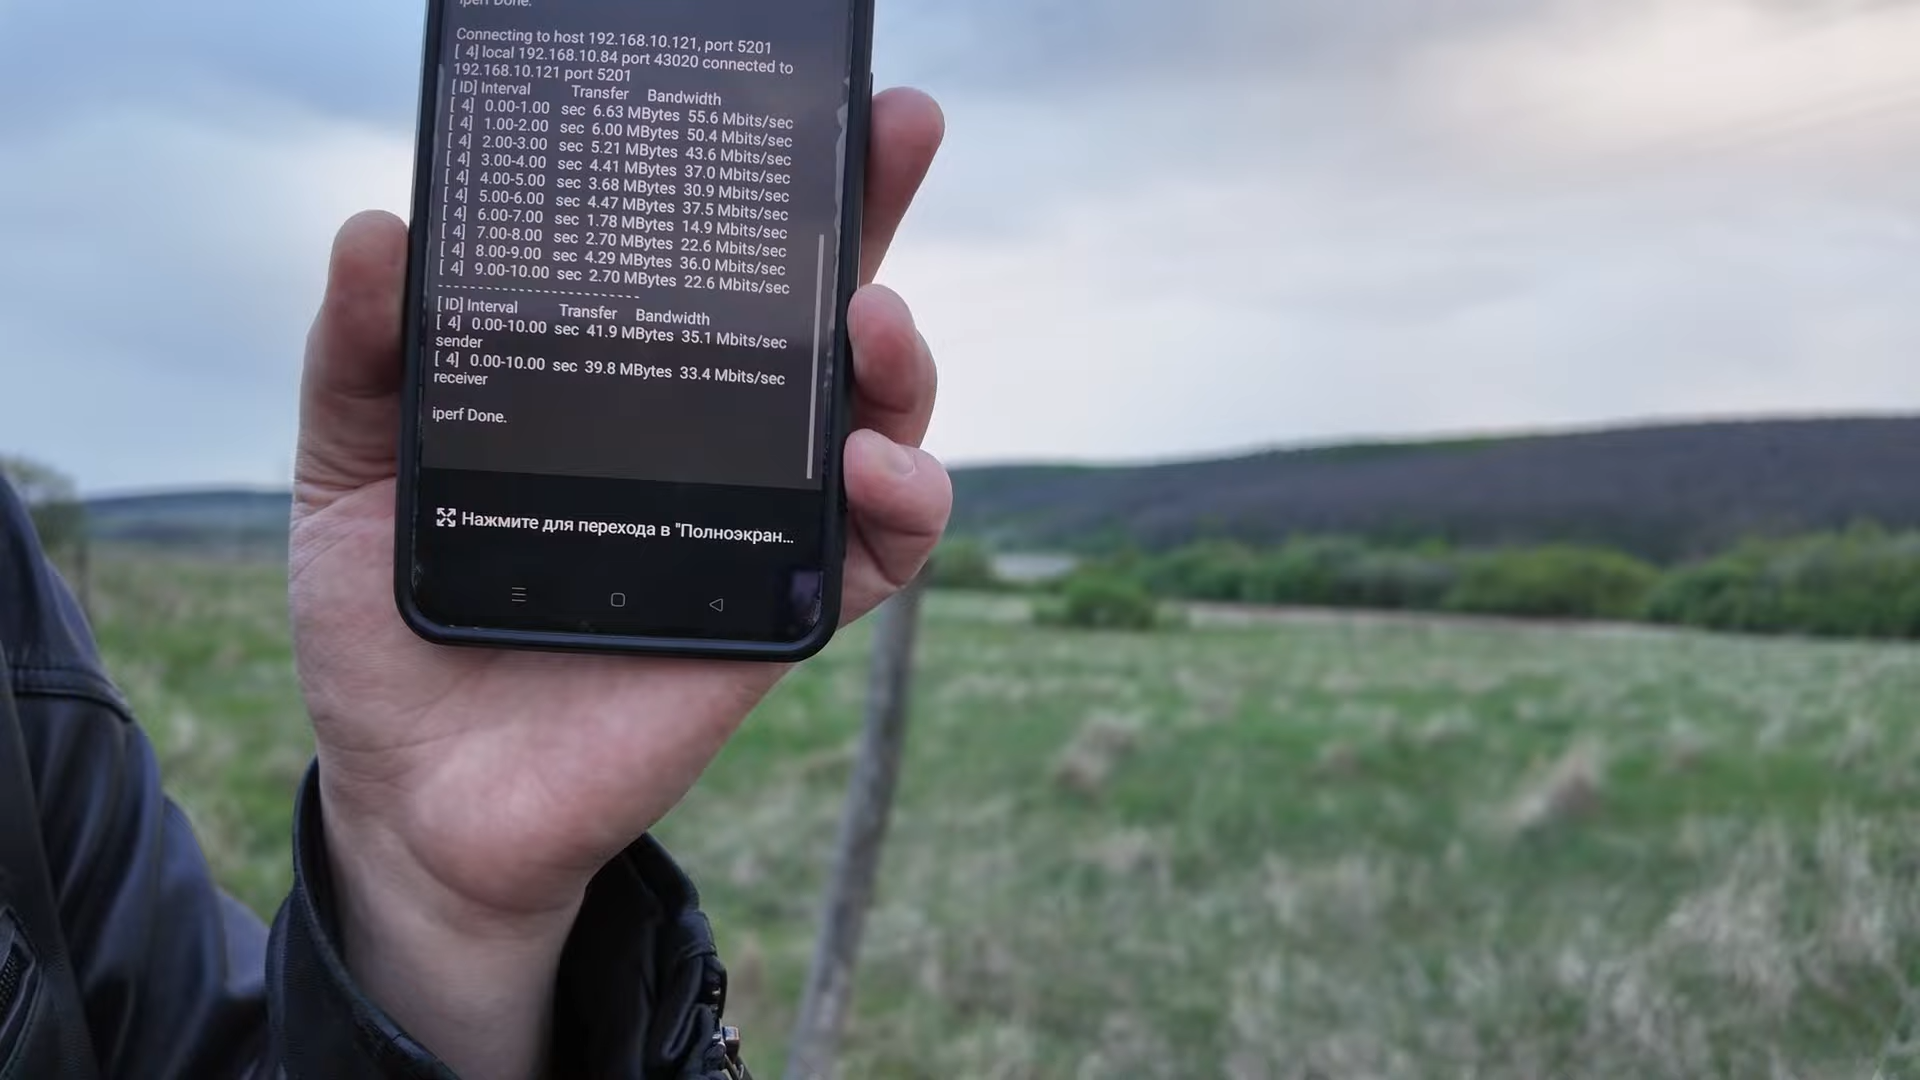 iperf Done.
Connecting to host 192.168.10.121, port 5201
[ 4] local 192.168.10.84 port 43020 connected to
192.168.10.121 port 5201
[ ID] Interval Transfer Bandwidth
[ 4] 0.00-1.00 sec 6.63 MBytes 55.6 Mbits/sec
[ 4] 1.00-2.00 sec 6.00 MBytes 50.4 Mbits/sec
[ 4] 2.00-3.00 sec 5.21 MBytes 43.6 Mbits/sec
[ 4] 3.00-4.00 sec 4.41 MBytes 37.0 Mbits/sec
[ 4] 4.00-5.00 sec 3.68 MBytes 30.9 Mbits/sec
[ 4] 5.00-6.00 sec 4.47 MBytes 37.5 Mbits/sec
[ 4] 6.00-7.00 sec 1.78 MBytes 14.9 Mbits/sec
[ 4] 7.00-8.00 sec 2.70 MBytes 22.6 Mbits/sec
[ 4] 8.00-9.00 sec 4.29 MBytes 36.0 Mbits/sec
[ 4] 9.00-10.00 sec 2.70 MBytes 22.6 Mbits/sec
- - - - - - - - - - - - - - - - - - - - - - - - -
[ ID] Interval Transfer Bandwidth
[ 4] 0.00-10.00 sec 41.9 MBytes 35.1 Mbits/sec
sender
[ 4] 0.00-10.00 sec 39.8 MBytes 33.4 Mbits/sec
receiver
iperf Done.
Нажмите для перехода в "Полноэкран...